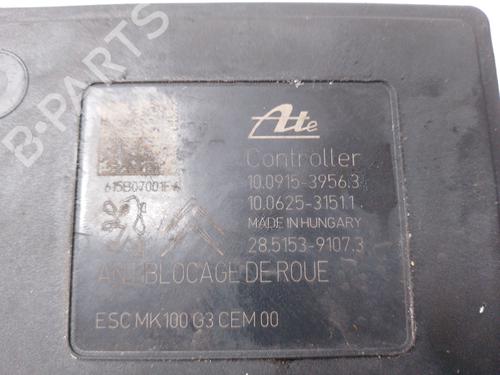 B-PARTS
Ate
Controller
615B07001F4
10.0915-3956.3
10.0625-3151.1
MADE IN HUNGARY
28.5153-9107.3
ANTIBLOCAGE DE ROUE
ESC MK100 G3 CEM 00